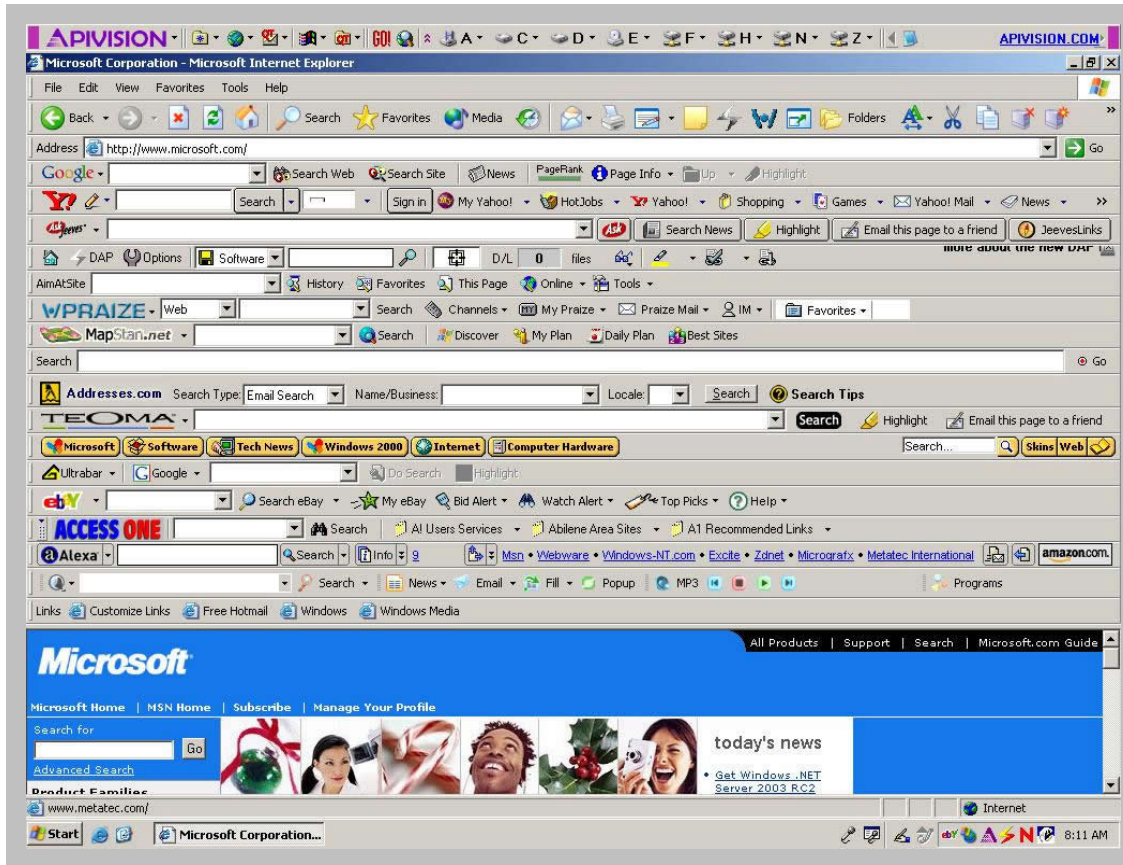 APIVISION GO! A C D E F H N Z APIVISION.COM
Microsoft Corporation - Microsoft Internet Explorer
File Edit View Favorites Tools Help
Back Search Favorites Media Folders »
Address http://www.microsoft.com/ Go
Google Search Web Search Site News PageRank Page Info Up Highlight
Y! Search Sign in My Yahoo! HotJobs Yahoo! Shopping Games Yahoo! Mail News »
Jeeves Ask Search News Highlight Email this page to a friend JeevesLinks
DAP Options Software D/L 0 files more about the new DAP
AimAtSite History Favorites This Page Online Tools
WPRAIZE Web Search Channels My Praize Praize Mail IM Favorites
MapStan.net Search Discover My Plan Daily Plan Best Sites
Search Go
Addresses.com Search Type: Email Search Name/Business: Locale: Search Search Tips
TEOMA Search Highlight Email this page to a friend
Microsoft Software Tech News Windows 2000 Internet Computer Hardware Search... Skins Web
Ultrabar Google Do Search Highlight
ebY Search eBay My eBay Bid Alert Watch Alert Top Picks Help
ACCESS ONE Search A! Users Services Abilene Area Sites A1 Recommended Links
Alexa Search Info 9 Msn • Webware • Windows-NT.com • Excite • Zdnet • Micrografx • Metatec International amazon.com.
Search News Email Fill Popup MP3 Programs
Links Customize Links Free Hotmail Windows Windows Media
All Products | Support | Search | Microsoft.com Guide
Microsoft
Microsoft Home | MSN Home | Subscribe | Manage Your Profile
Search for
Go
Advanced Search
Product Families
today's news
• Get Windows .NET
Server 2003 RC2
www.metatec.com/ Internet
Start Microsoft Corporation... 8:11 AM